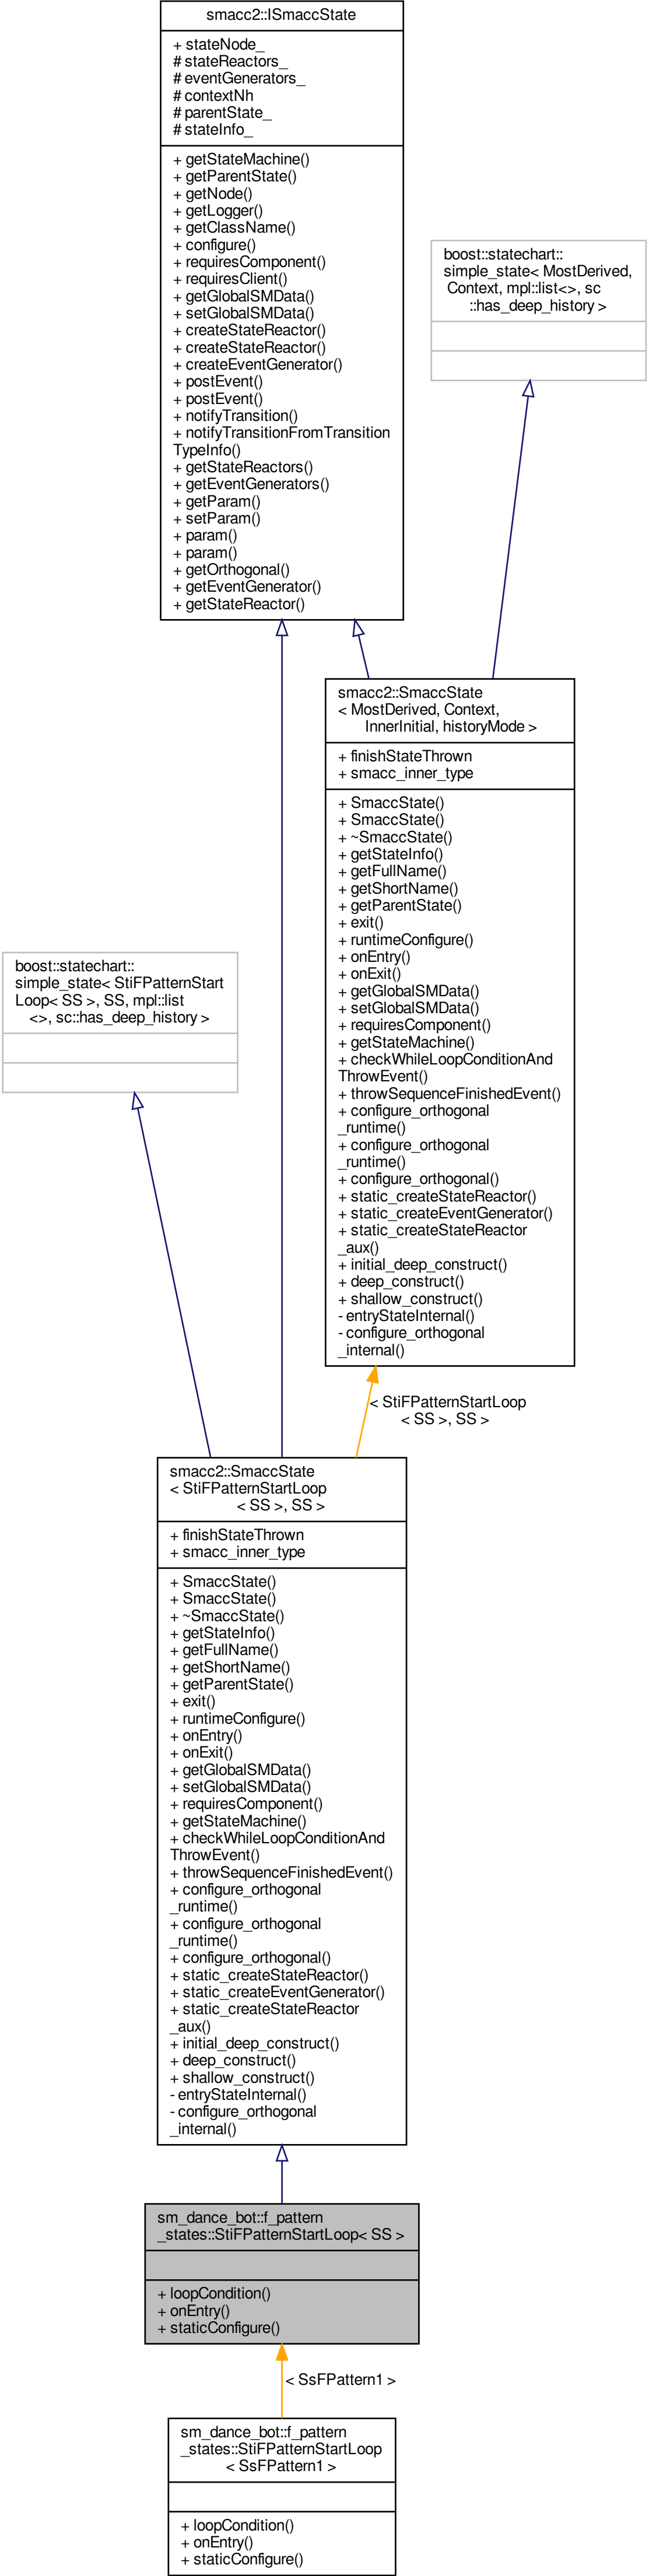 smacc2::ISmaccState
+ stateNode_
# stateReactors_
# eventGenerators_
# contextNh
# parentState_
# stateInfo_
+ getStateMachine()
+ getParentState()
+ getNode()
+ getLogger()
+ getClassName()
+ configure()
+ requiresComponent()
+ requiresClient()
+ getGlobalSMData()
+ setGlobalSMData()
+ createStateReactor()
+ createStateReactor()
+ createEventGenerator()
+ postEvent()
+ postEvent()
+ notifyTransition()
+ notifyTransitionFromTransition
TypeInfo()
+ getStateReactors()
+ getEventGenerators()
+ getParam()
+ setParam()
+ param()
+ param()
+ getOrthogonal()
+ getEventGenerator()
+ getStateReactor()
boost::statechart::
simple_state< MostDerived,
Context, mpl::list<>, sc
::has_deep_history >
smacc2::SmaccState
< MostDerived, Context,
InnerInitial, historyMode >
+ finishStateThrown
+ smacc_inner_type
+ SmaccState()
+ SmaccState()
+ ~SmaccState()
+ getStateInfo()
+ getFullName()
+ getShortName()
+ getParentState()
+ exit()
+ runtimeConfigure()
+ onEntry()
+ onExit()
+ getGlobalSMData()
+ setGlobalSMData()
+ requiresComponent()
+ getStateMachine()
+ checkWhileLoopConditionAnd
ThrowEvent()
+ throwSequenceFinishedEvent()
+ configure_orthogonal
_runtime()
+ configure_orthogonal
_runtime()
+ configure_orthogonal()
+ static_createStateReactor()
+ static_createEventGenerator()
+ static_createStateReactor
_aux()
+ initial_deep_construct()
+ deep_construct()
+ shallow_construct()
- entryStateInternal()
- configure_orthogonal
_internal()
boost::statechart::
simple_state< StiFPatternStart
Loop< SS >, SS, mpl::list
<>, sc::has_deep_history >
< StiFPatternStartLoop
< SS >, SS >
smacc2::SmaccState
< StiFPatternStartLoop
< SS >, SS >
+ finishStateThrown
+ smacc_inner_type
+ SmaccState()
+ SmaccState()
+ ~SmaccState()
+ getStateInfo()
+ getFullName()
+ getShortName()
+ getParentState()
+ exit()
+ runtimeConfigure()
+ onEntry()
+ onExit()
+ getGlobalSMData()
+ setGlobalSMData()
+ requiresComponent()
+ getStateMachine()
+ checkWhileLoopConditionAnd
ThrowEvent()
+ throwSequenceFinishedEvent()
+ configure_orthogonal
_runtime()
+ configure_orthogonal
_runtime()
+ configure_orthogonal()
+ static_createStateReactor()
+ static_createEventGenerator()
+ static_createStateReactor
_aux()
+ initial_deep_construct()
+ deep_construct()
+ shallow_construct()
- entryStateInternal()
- configure_orthogonal
_internal()
sm_dance_bot::f_pattern
_states::StiFPatternStartLoop< SS >
+ loopCondition()
+ onEntry()
+ staticConfigure()
< SsFPattern1 >
sm_dance_bot::f_pattern
_states::StiFPatternStartLoop
< SsFPattern1 >
+ loopCondition()
+ onEntry()
+ staticConfigure()